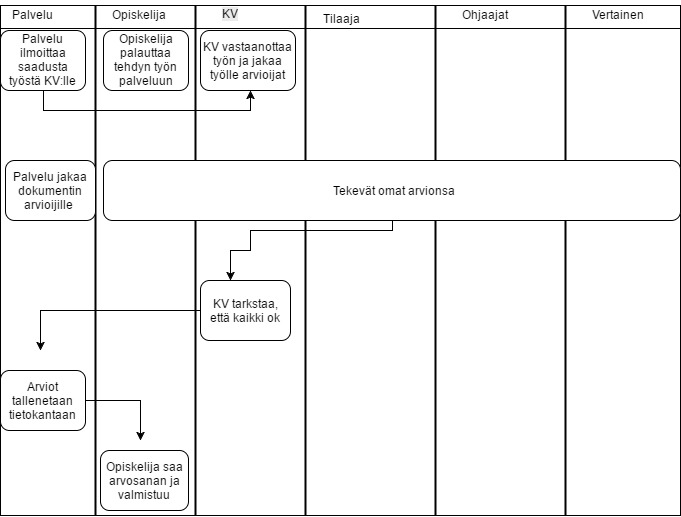 Palvelu
Opiskelija
KV
Tilaaja
Ohjaajat
Vertainen
Palvelu
ilmoittaa
saadusta
työstä KV:lle
Opiskelija
palauttaa
tehdyn työn
palveluun
KV vastaanottaa
työn ja jakaa
työlle arvioijat
Palvelu jakaa
dokumentin
arvioijille
Tekevät omat arvionsa
KV tarkstaa,
että kaikki ok
Arviot
tallenetaan
tietokantaan
Opiskelija saa
arvosanan ja
valmistuu